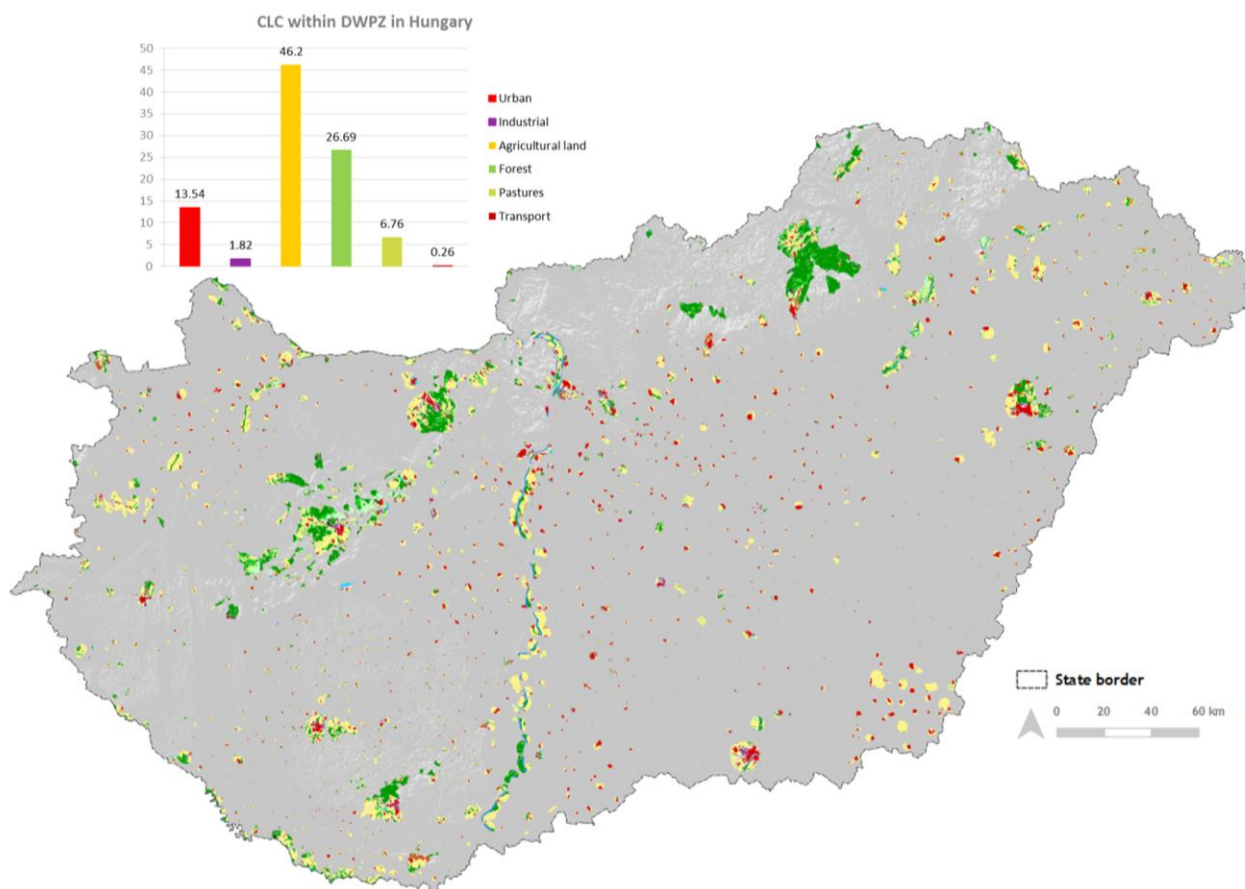 CLC within DWPZ in Hungary
50
45
40
35
30
25
20
15
10
5
0
13.54
1.82
46.2
26.69
6.76
0.26
Urban
Industrial
Agricultural land
Forest
Pastures
Transport
State border
0 20 40 60 km